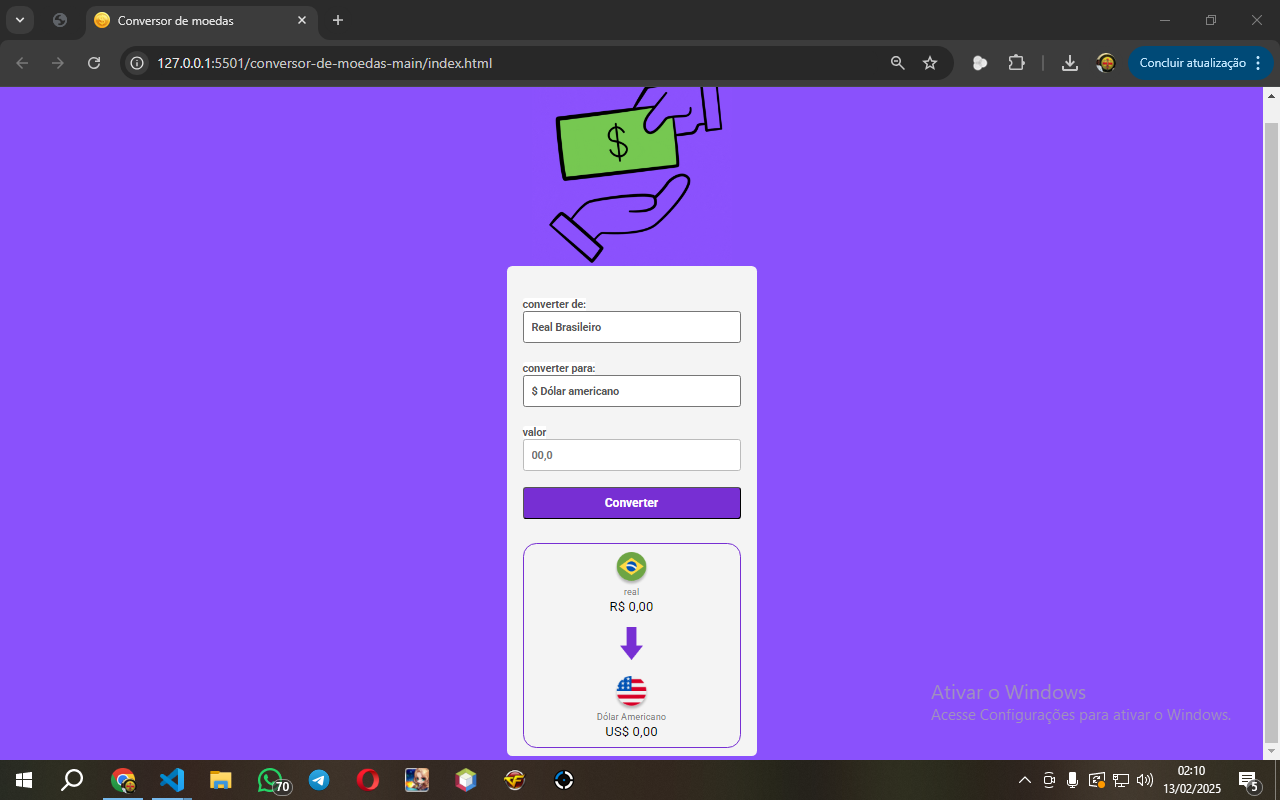 Conversor de moedas
127.0.0.1:5501/conversor-de-moedas-main/index.html
Concluir atualização
$
converter de:
Real Brasileiro
converter para:
$ Dólar americano
valor
00,0
Converter
real
R$ 0,00
Dólar Americano
US$ 0,00
Ativar o Windows
Acesse Configurações para ativar o Windows.
70
02:10
13/02/2025
5